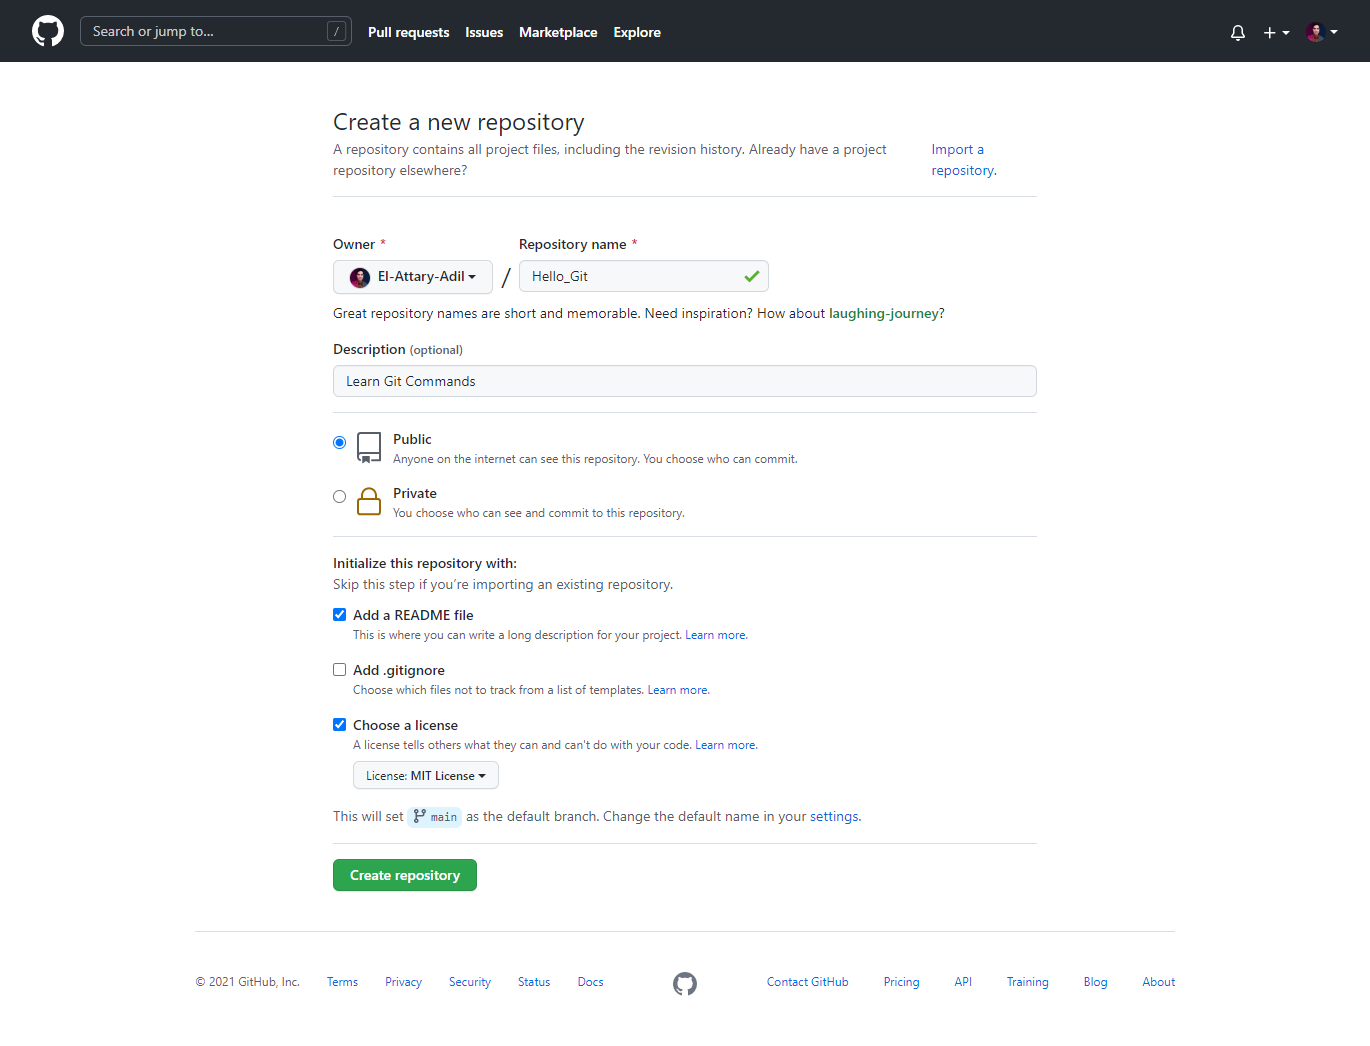 Search or jump to... /
Pull requests Issues Marketplace Explore
Create a new repository
A repository contains all project files, including the revision history. Already have a project
repository elsewhere?
Import a
repository.
Owner * Repository name *
El-Attary-Adil / Hello_Git
Great repository names are short and memorable. Need inspiration? How about laughing-journey?
Description (optional)
Learn Git Commands
Public
Anyone on the internet can see this repository. You choose who can commit.
Private
You choose who can see and commit to this repository.
Initialize this repository with:
Skip this step if you’re importing an existing repository.
Add a README file
This is where you can write a long description for your project. Learn more.
Add .gitignore
Choose which files not to track from a list of templates. Learn more.
Choose a license
A license tells others what they can and can't do with your code. Learn more.
License: MIT License
This will set main as the default branch. Change the default name in your settings.
Create repository
© 2021 GitHub, Inc. Terms Privacy Security Status Docs Contact GitHub Pricing API Training Blog About